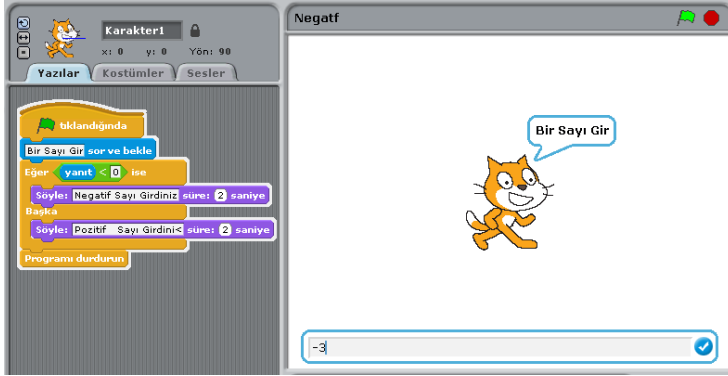 Karakter1
x: 0 y: 0 Yön: 90
Yazılar Kostümler Sesler
tıklandığında
Bir Sayı Gir sor ve bekle
Eğer yanıt < 0 ise
Söyle: Negatif Sayı Girdiniz süre: 2 saniye
Başka
Söyle: Pozitif Sayı Girdini< süre: 2 saniye
Programı durdurun
Negatf
Bir Sayı Gir
-3